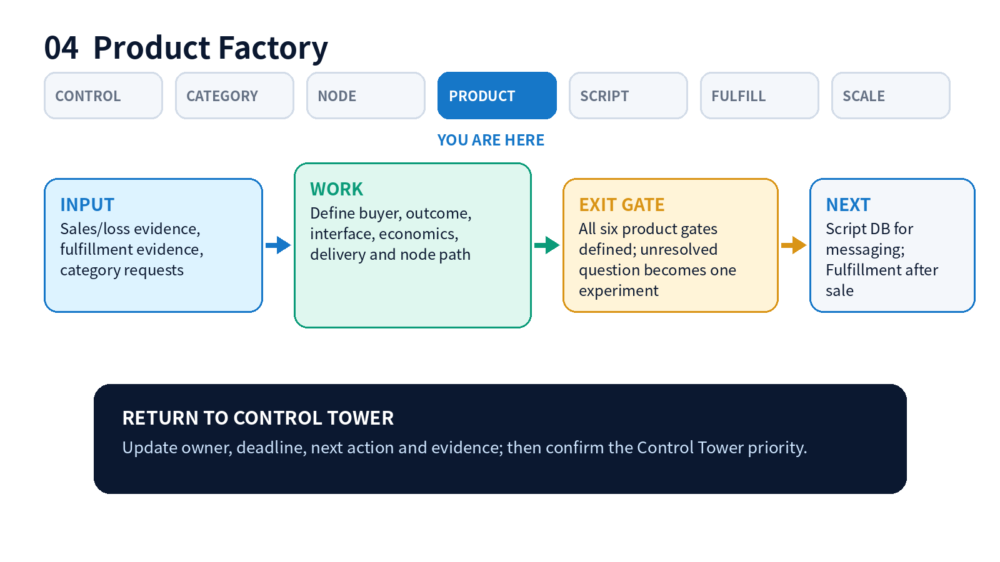 04 Product Factory
CONTROL
CATEGORY
NODE
PRODUCT
SCRIPT
FULFILL
SCALE
YOU ARE HERE
INPUT
Sales/loss evidence,
fulfillment evidence,
category requests
WORK
Define buyer, outcome,
interface, economics,
delivery and node path
EXIT GATE
All six product gates
defined; unresolved
question becomes one
experiment
NEXT
Script DB for
messaging;
Fulfillment after
sale
RETURN TO CONTROL TOWER
Update owner, deadline, next action and evidence; then confirm the Control Tower priority.